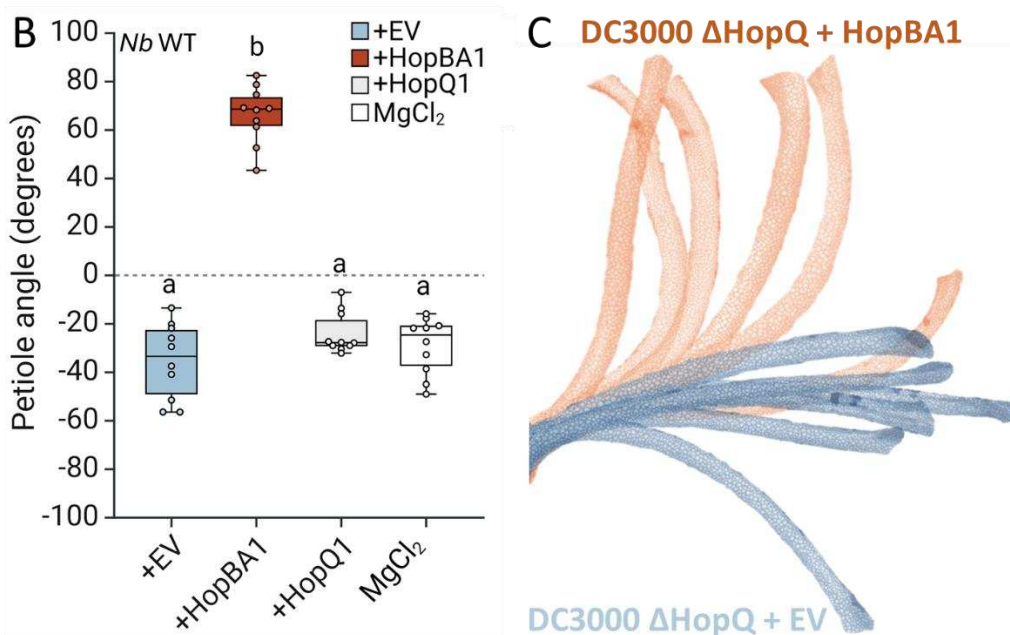 B
Nb WT
+EV
+HopBA1
+HopQ1
MgCl₂
Petiole angle (degrees)
100
80
60
40
20
0
-20
-40
-60
-80
-100
b
a
a
a
+EV
+HopBA1
+HopQ1
MgCl₂
C DC3000 ΔHopQ + HopBA1
DC3000 ΔHopQ + EV